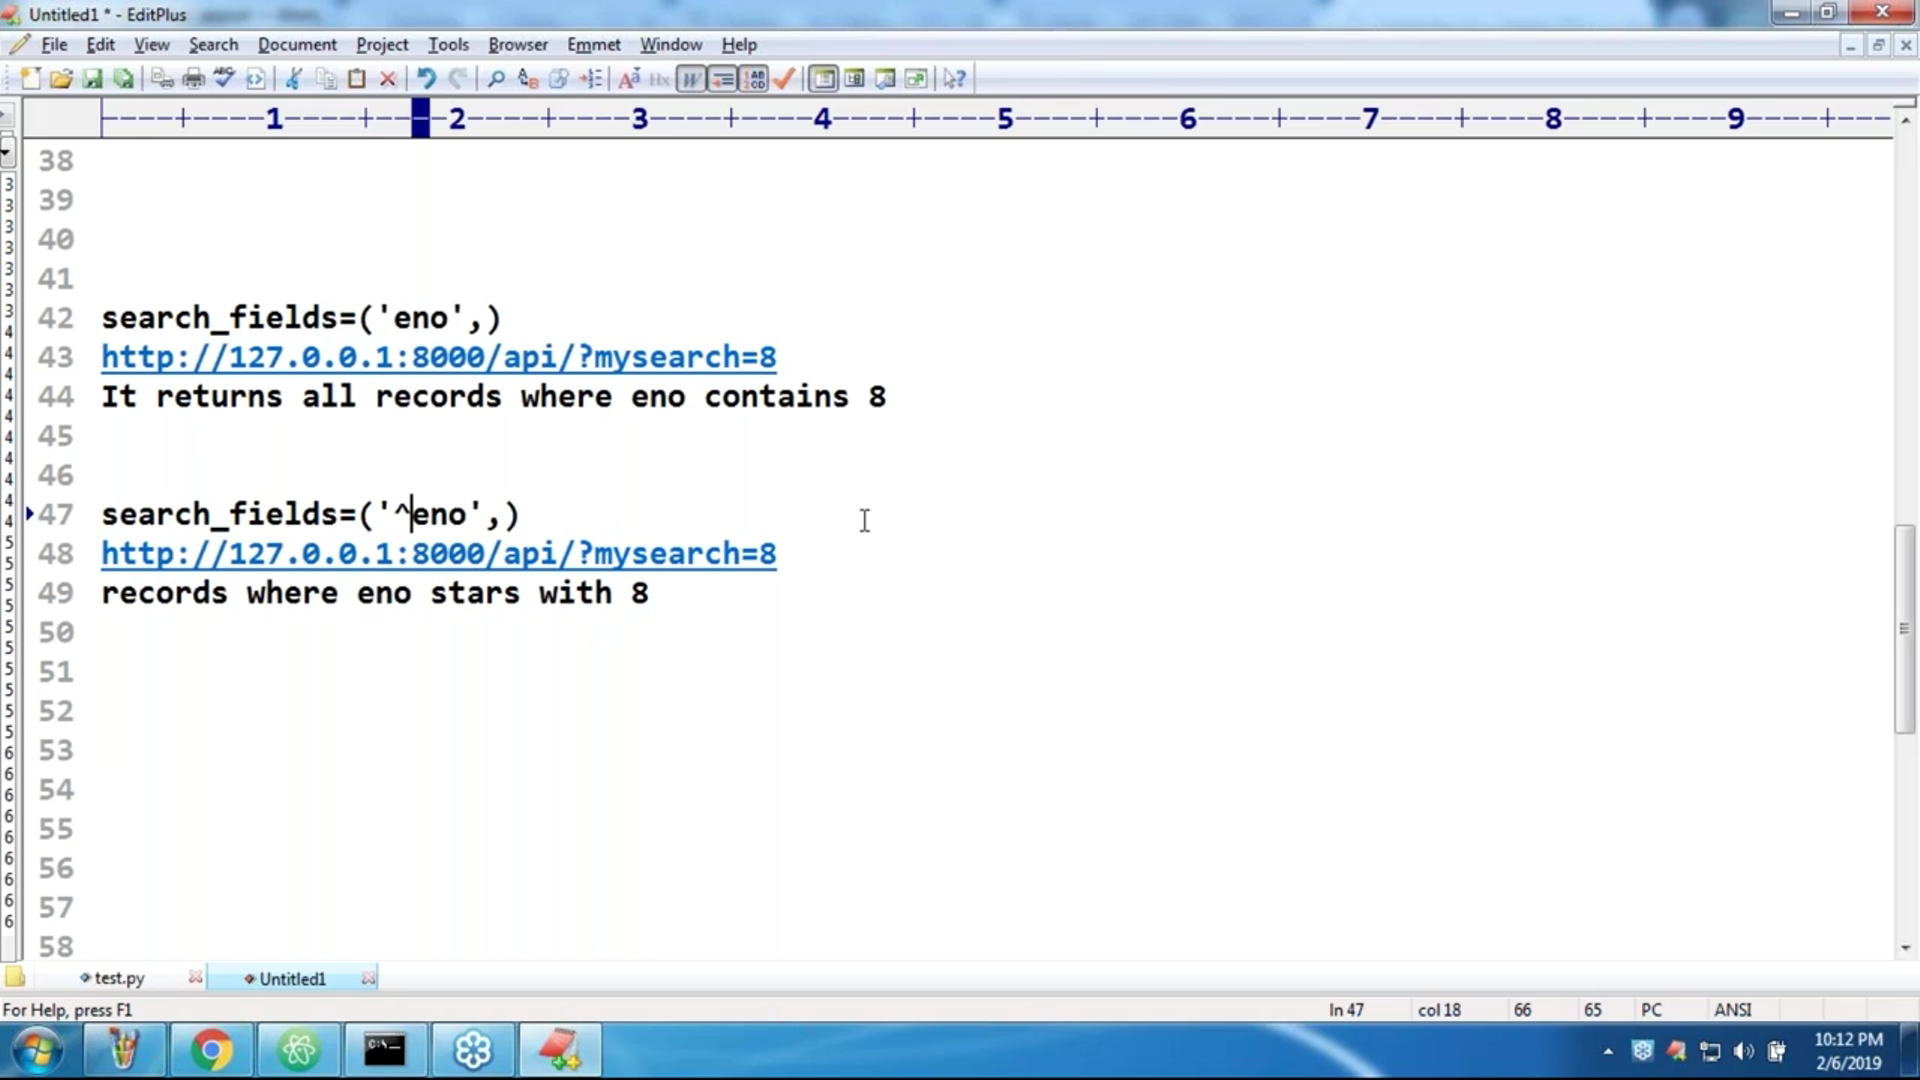 Untitled1 * - EditPlus
File Edit View Search Document Project Tools Browser Emmet Window Help
|----+----1----+----2----+----3----+----4----+----5----+----6----+----7----+----8----+----9----+----
38
39
40
41
42 search_fields=('eno',)
43 http://127.0.0.1:8000/api/?mysearch=8
44 It returns all records where eno contains 8
45
46
47 search_fields=('^eno',)
48 http://127.0.0.1:8000/api/?mysearch=8
49 records where eno stars with 8
50
51
52
53
54
55
56
57
58
test.py Untitled1
For Help, press F1 ln 47 col 18 66 65 PC ANSI
10:12 PM
2/6/2019